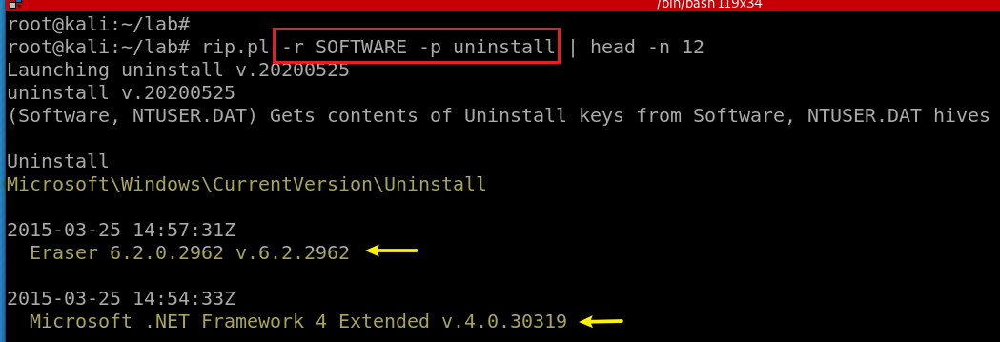 /bin/bash 119x34
root@kali:~/lab#
root@kali:~/lab# rip.pl -r SOFTWARE -p uninstall | head -n 12
Launching uninstall v.20200525
uninstall v.20200525
(Software, NTUSER.DAT) Gets contents of Uninstall keys from Software, NTUSER.DAT hives
Uninstall
Microsoft\Windows\CurrentVersion\Uninstall
2015-03-25 14:57:31Z
Eraser 6.2.0.2962 v.6.2.2962
2015-03-25 14:54:33Z
Microsoft .NET Framework 4 Extended v.4.0.30319